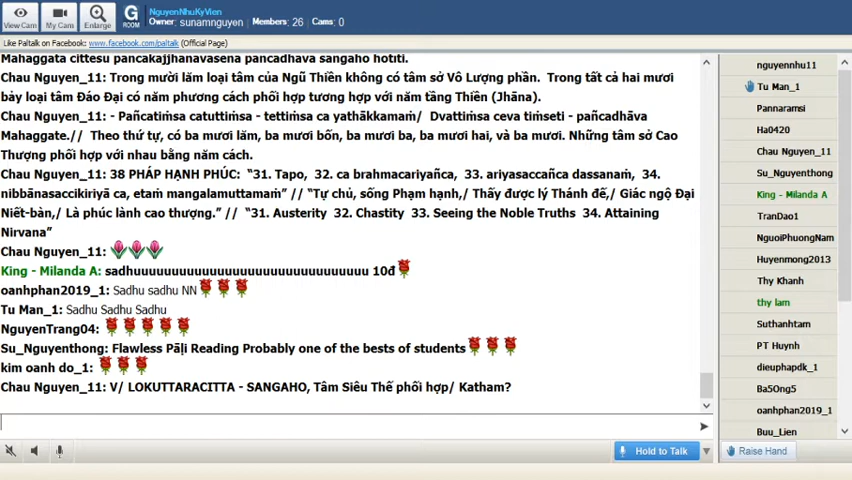 View Cam
My Cam
Enlarge
G
ROOM
NguyenNhuKyVien
Owner: sunamnguyen Members: 26 Cams: 0
Like Paltalk on Facebook: www.facebook.com/paltalk (Official Page)
Mahaggata cittesu pancakajjhanavasena pancadhava sangaho hotiti.
Chau Nguyen_11: Trong mười lăm loại tâm của Ngũ Thiền không có tâm sở Vô Lượng phần. Trong tất cả hai mươi
bảy loại tâm Đáo Đại có năm phương cách phối hợp tương hợp với năm tầng Thiền (Jhāna).
Chau Nguyen_11: - Pañcatiṁsa catuttiṁsa - tettiṁsa ca yathākkamaṁ/ Dvattiṁsa ceva tiṁseti - pañcadhāva
Mahaggate.// Theo thứ tự, có ba mươi lăm, ba mươi bốn, ba mươi ba, ba mươi hai, và ba mươi. Những tâm sở Cao
Thượng phối hợp với nhau bằng năm cách.
Chau Nguyen_11: 38 PHÁP HẠNH PHÚC: “31. Tapo, 32. ca brahmacariyañca, 33. ariyasaccañca dassanaṁ, 34.
nibbānasaccikiriyā ca, etaṁ mangalamuttamaṁ” // “Tự chủ, sống Phạm hạnh,/ Thấy được lý Thánh đế,/ Giác ngộ Đại
Niết-bàn,/ Là phúc lành cao thượng.” // “31. Austerity 32. Chastity 33. Seeing the Noble Truths 34. Attaining
Nirvana”
Chau Nguyen_11:
King - Milanda A: sadhuuuuuuuuuuuuuuuuuuuuuuuuuuuuuuu 10đ
oanhphan2019_1: Sadhu sadhu NN
Tu Man_1: Sadhu Sadhu Sadhu
NguyenTrang04:
Su_Nguyenthong: Flawless Pāḷi Reading Probably one of the bests of students
kim oanh do_1:
Chau Nguyen_11: V/ LOKUTTARACITTA - SANGAHO, Tâm Siêu Thế phối hợp/ Katham?
Hold to Talk
nguyennhu11
Tu Man_1
Pannaramsi
Ha0420
Chau Nguyen_11
Su_Nguyenthong
King - Milanda A
TranDao1
NguoiPhuongNam
Huyenmong2013
Thy Khanh
thy lam
Suthanhtam
PT Huynh
dieuphapdk_1
Ba5Ong5
oanhphan2019_1
Buu_Lien
Raise Hand